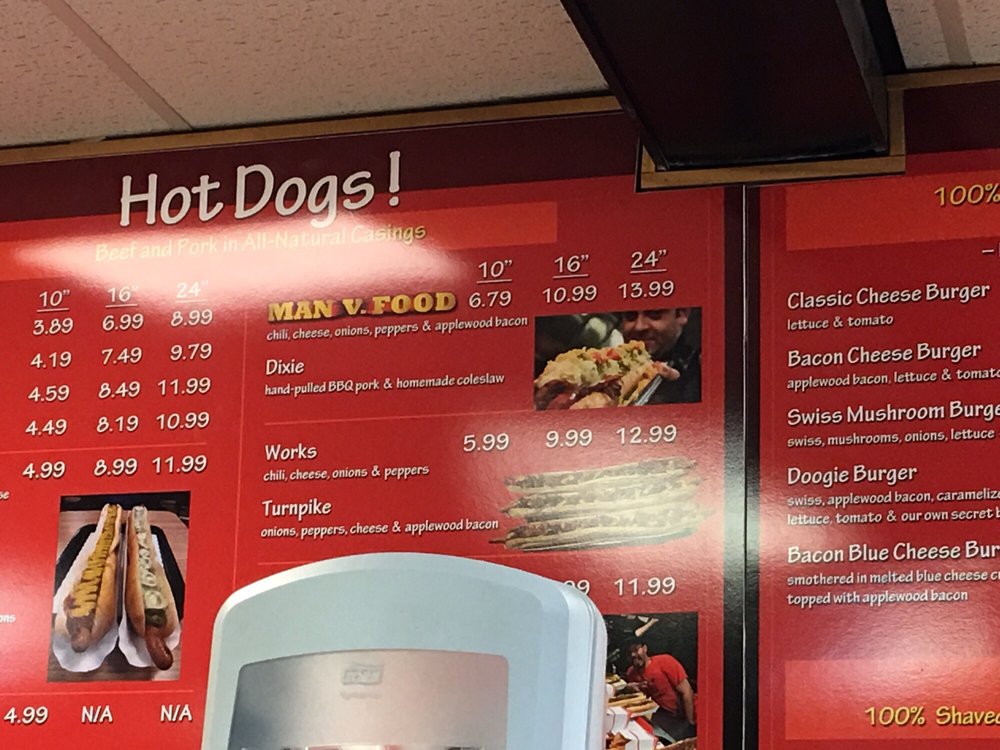 Hot Dogs!
Beef and Pork in All-Natural Casings
10" 16" 24"
3.89 6.99 8.99
4.19 7.49 9.79
4.59 8.49 11.99
4.49 8.19 10.99
4.99 8.99 11.99
4.99 N/A N/A
10" 16" 24"
MAN V. FOOD 6.79 10.99 13.99
chili, cheese, onions, peppers & applewood bacon
Dixie
hand-pulled BBQ pork & homemade coleslaw
Works 5.99 9.99 12.99
chili, cheese, onions & peppers
Turnpike
onions, peppers, cheese & applewood bacon
99 11.99
100%
Classic Cheese Burger
lettuce & tomato
Bacon Cheese Burger
applewood bacon, lettuce & tomato
Swiss Mushroom Burge
swiss, mushrooms, onions, lettuce
Doogie Burger
swiss, applewood bacon, carameliz
lettuce, tomato & our own secret
Bacon Blue Cheese Bur
smothered in melted blue cheese
topped with applewood bacon
100% Shaved